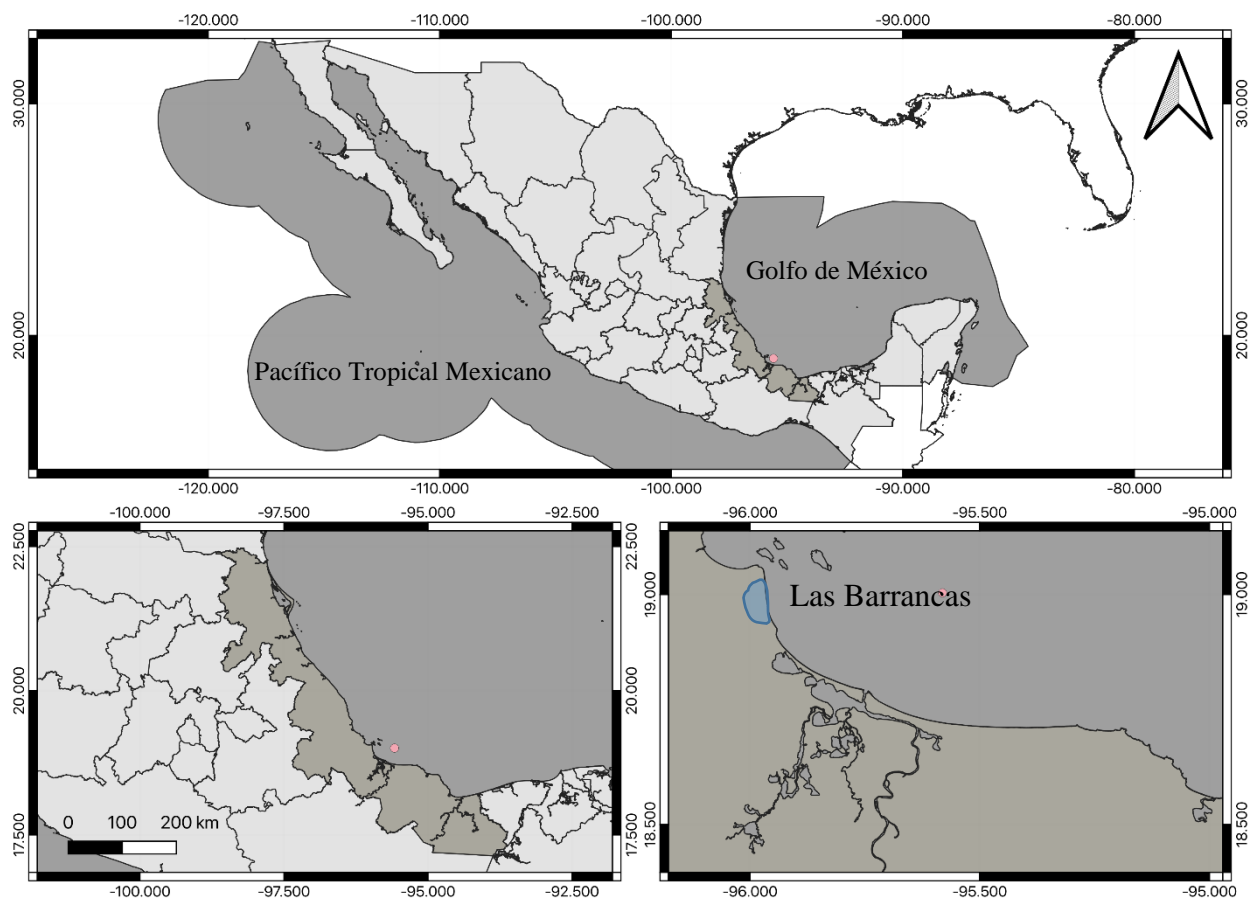 -120.000 -110.000 -100.000 -90.000 -80.000
30.000 30.000
Golfo de México
20.000 20.000
Pacífico Tropical Mexicano
-120.000 -110.000 -100.000 -90.000 -80.000
-100.000 -97.500 -95.000 -92.500
22.500 22.500
20.000 20.000
0 100 200 km
17.500 17.500
-100.000 -97.500 -95.000 -92.500
-96.000 -95.500 -95.000
19.000 19.000
Las Barrancas
18.500 18.500
-96.000 -95.500 -95.000